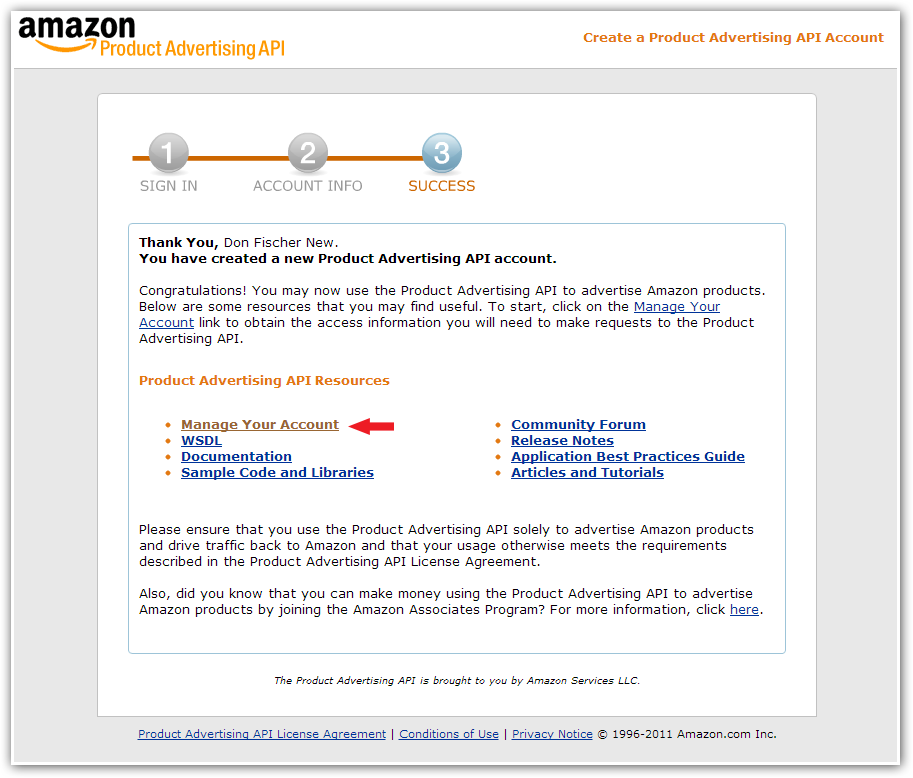 amazon
Product Advertising API
Create a Product Advertising API Account
1
2
3
SIGN IN
ACCOUNT INFO
SUCCESS
Thank You, Don Fischer New.
You have created a new Product Advertising API account.
Congratulations! You may now use the Product Advertising API to advertise Amazon products.
Below are some resources that you may find useful. To start, click on the Manage Your
Account link to obtain the access information you will need to make requests to the Product
Advertising API.
Product Advertising API Resources
• Manage Your Account
• WSDL
• Documentation
• Sample Code and Libraries
• Community Forum
• Release Notes
• Application Best Practices Guide
• Articles and Tutorials
Please ensure that you use the Product Advertising API solely to advertise Amazon products
and drive traffic back to Amazon and that your usage otherwise meets the requirements
described in the Product Advertising API License Agreement.
Also, did you know that you can make money using the Product Advertising API to advertise
Amazon products by joining the Amazon Associates Program? For more information, click here.
The Product Advertising API is brought to you by Amazon Services LLC.
Product Advertising API License Agreement | Conditions of Use | Privacy Notice © 1996-2011 Amazon.com Inc.